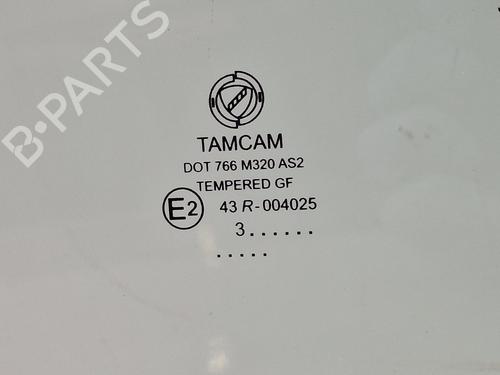 B-PARTS
TAMCAM
DOT 766 M320 AS2
TEMPERED GF
E2 43 R-004025
3......
.....